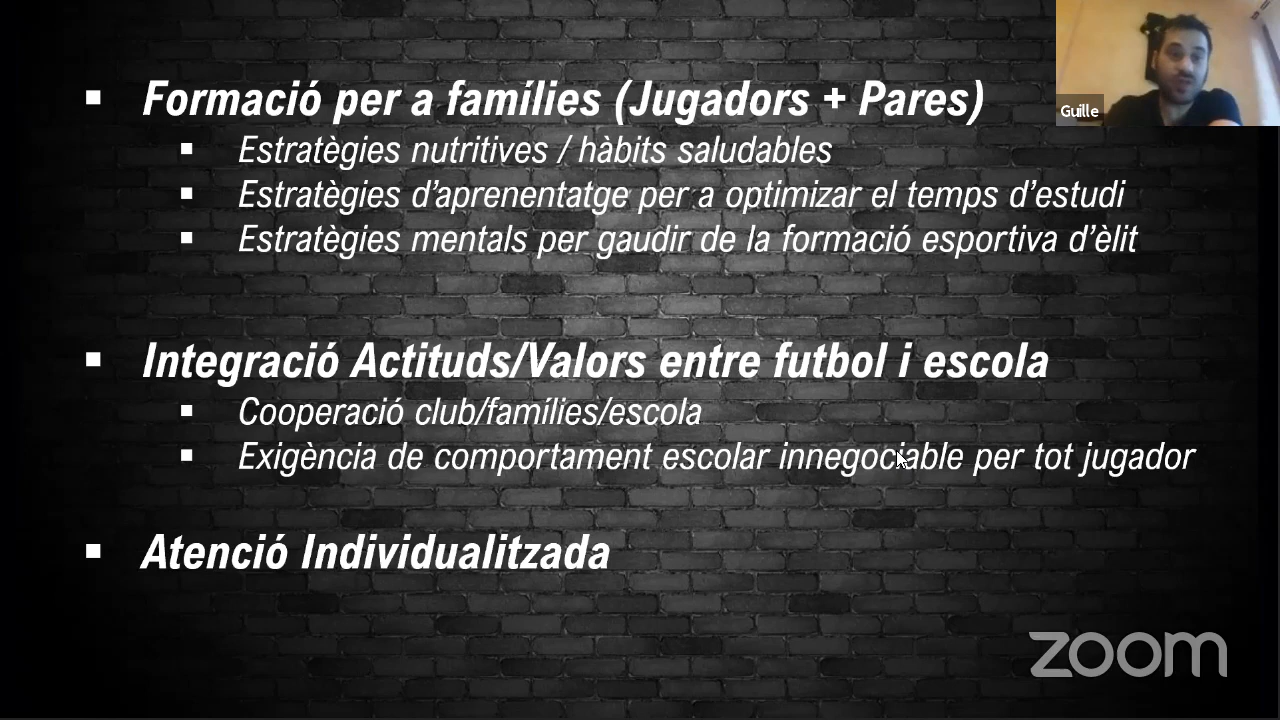 ▪ Formació per a famílies (Jugadors + Pares)
▪ Estratègies nutritives / hàbits saludables
▪ Estratègies d'aprenentatge per a optimizar el temps d'estudi
▪ Estratègies mentals per gaudir de la formació esportiva d'èlit
▪ Integració Actituds/Valors entre futbol i escola
▪ Cooperació club/famílies/escola
▪ Exigència de comportament escolar innegociable per tot jugador
▪ Atenció Individualitzada
Guille
zoom